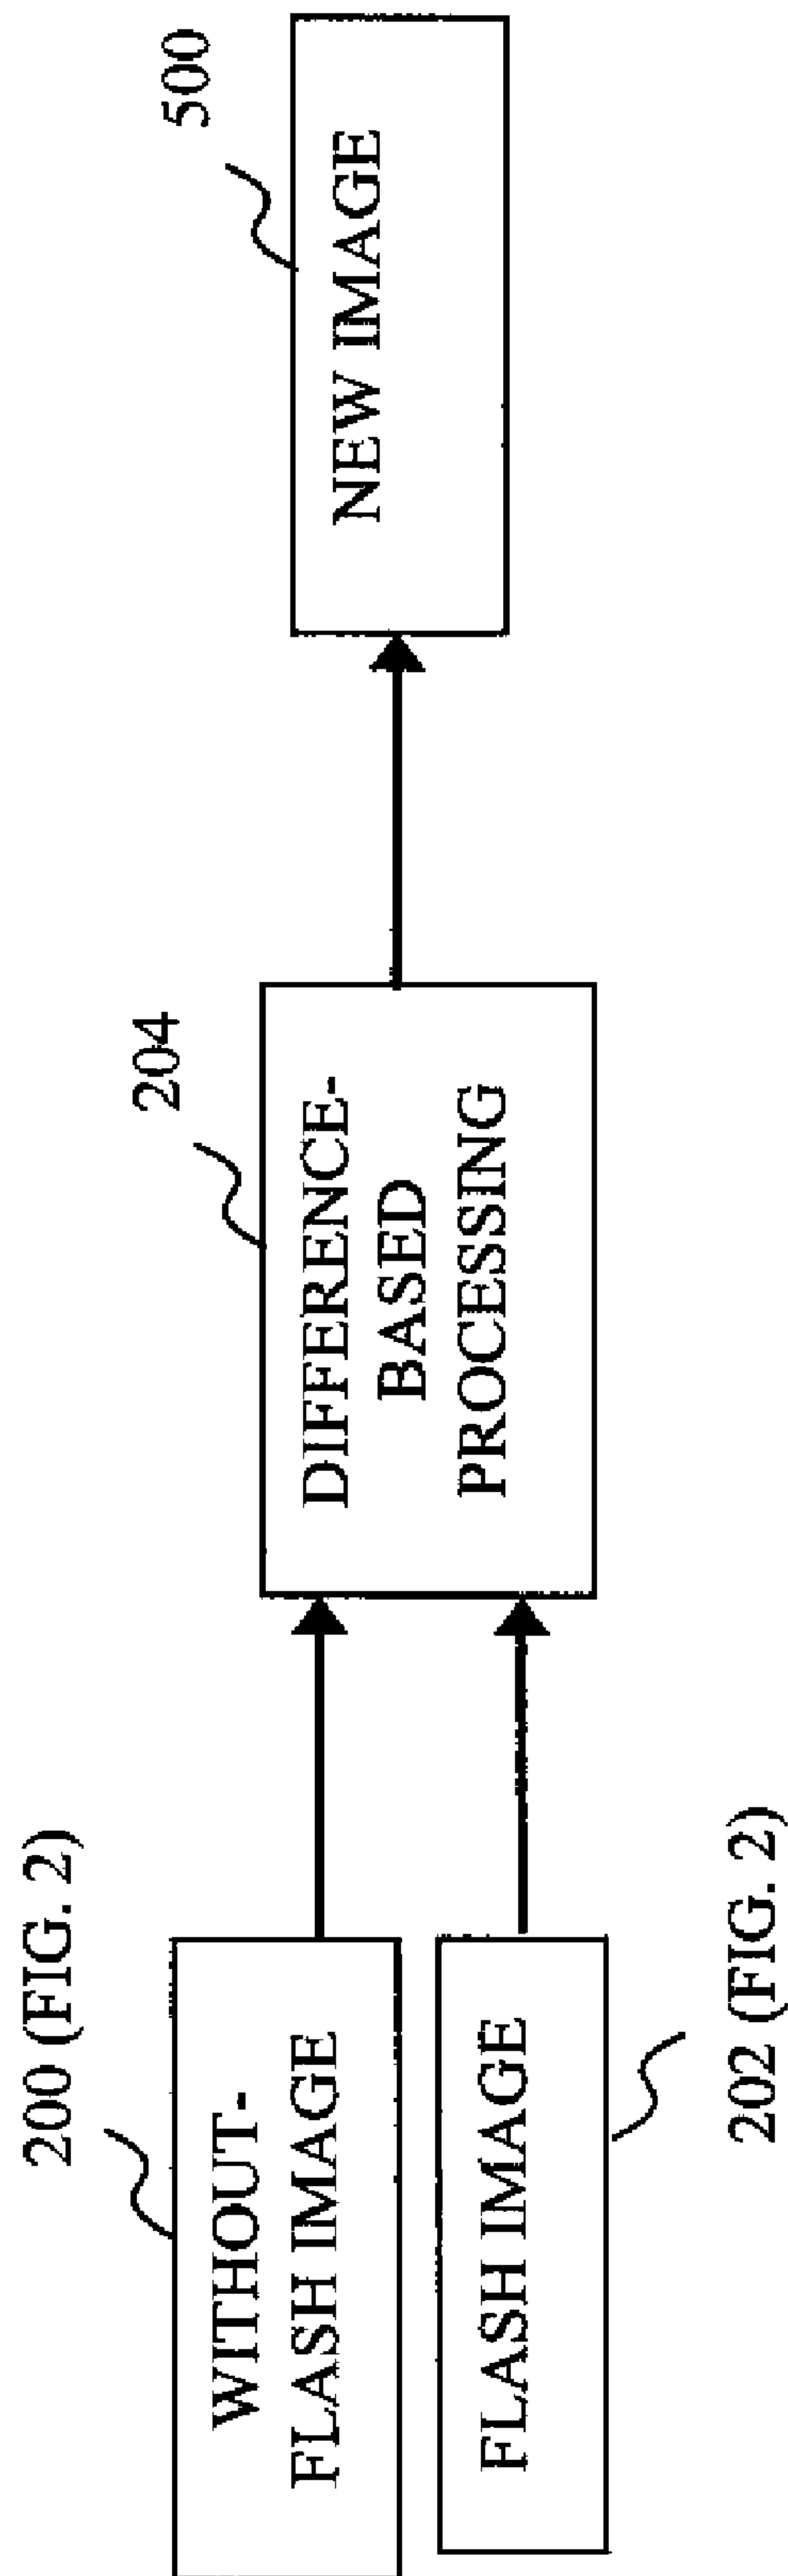 200 (FIG. 2)
WITHOUT-
FLASH IMAGE
FLASH IMAGE
202 (FIG. 2)
204
DIFFERENCE-
BASED
PROCESSING
500
NEW IMAGE